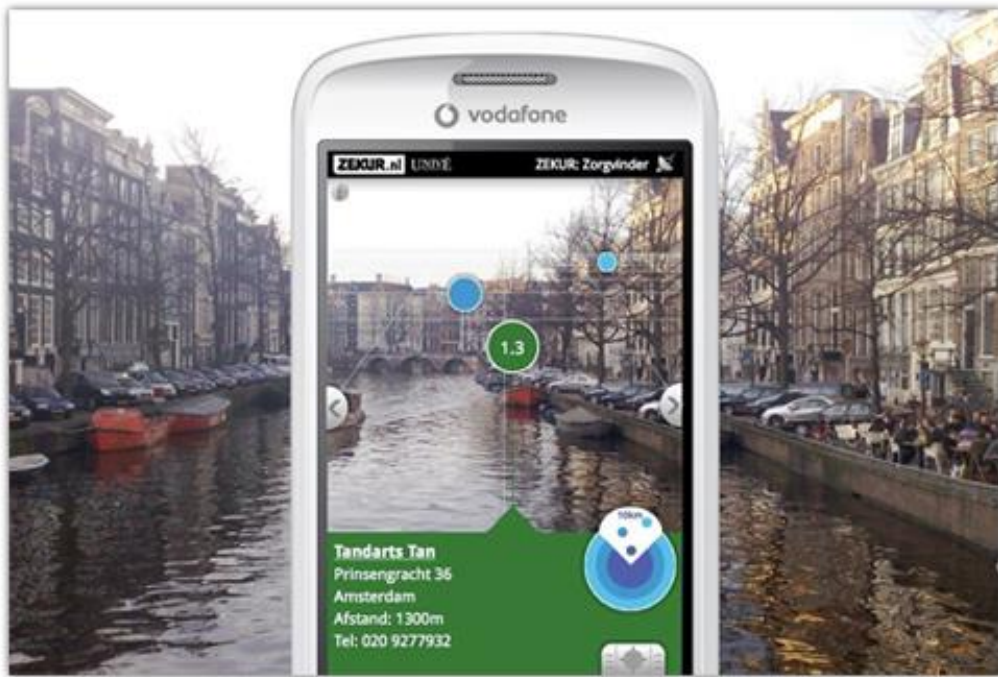 vodafone
ZEKUR.nl UNIVÉ ZEKUR: Zorgvinder
1.3
10km
Tandarts Tan
Prinsengracht 36
Amsterdam
Afstand: 1300m
Tel: 020 9277932